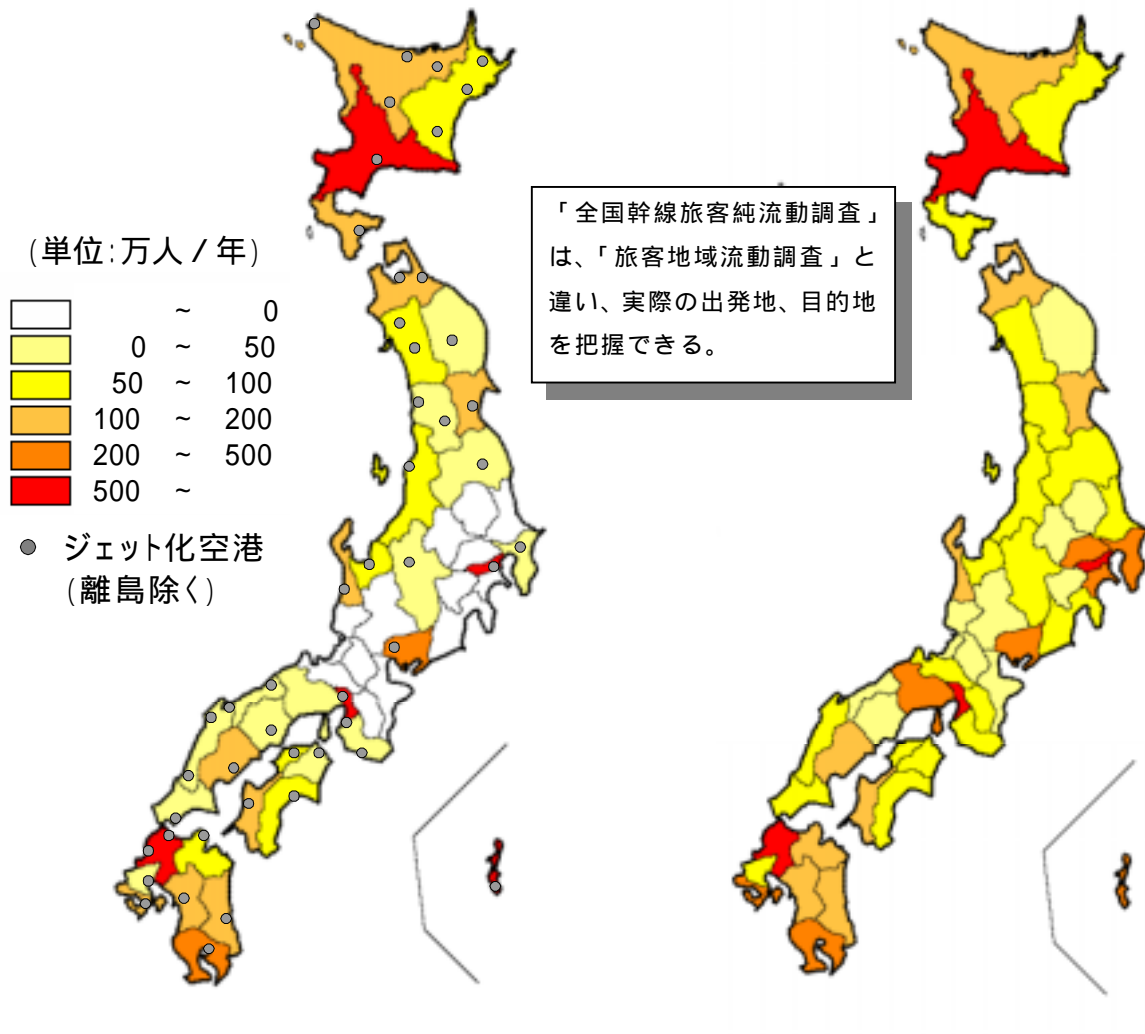 「全国幹線旅客純流動調査」
は、「旅客地域流動調査」と
違い、実際の出発地、目的地
を把握できる。
(単位:万人/年)
~ 0
0 ~ 50
50 ~ 100
100 ~ 200
200 ~ 500
500 ~
ジェット化空港
(離島除く)